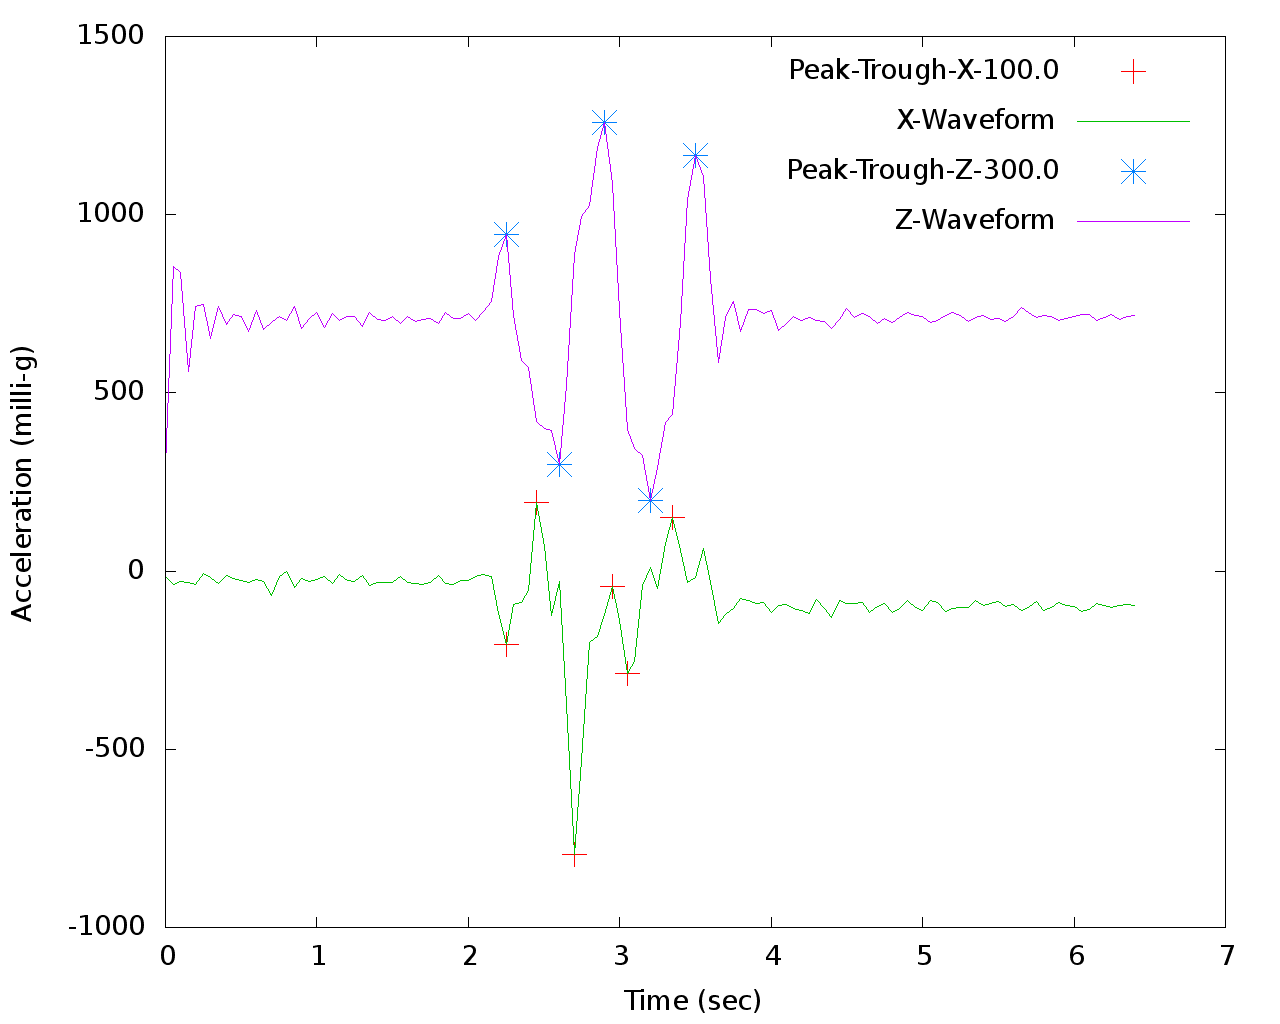 1500
1000
500
0
-500
-1000
0 1 2 3 4 5 6 7
Acceleration (milli-g)
Time (sec)
Peak-Trough-X-100.0
X-Waveform
Peak-Trough-Z-300.0
Z-Waveform